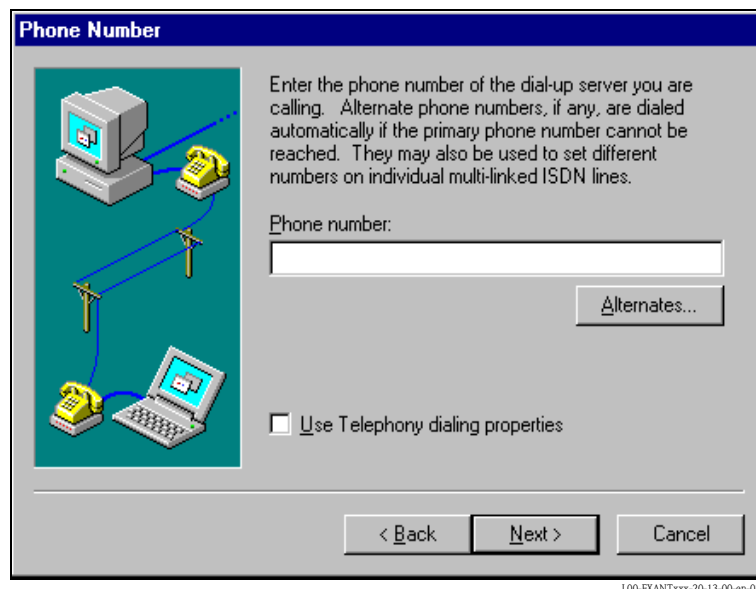 Phone Number
Enter the phone number of the dial-up server you are
calling. Alternate phone numbers, if any, are dialed
automatically if the primary phone number cannot be
reached. They may also be used to set different
numbers on individual multi-linked ISDN lines.
Phone number:
Alternates...
Use Telephony dialing properties
< Back
Next >
Cancel